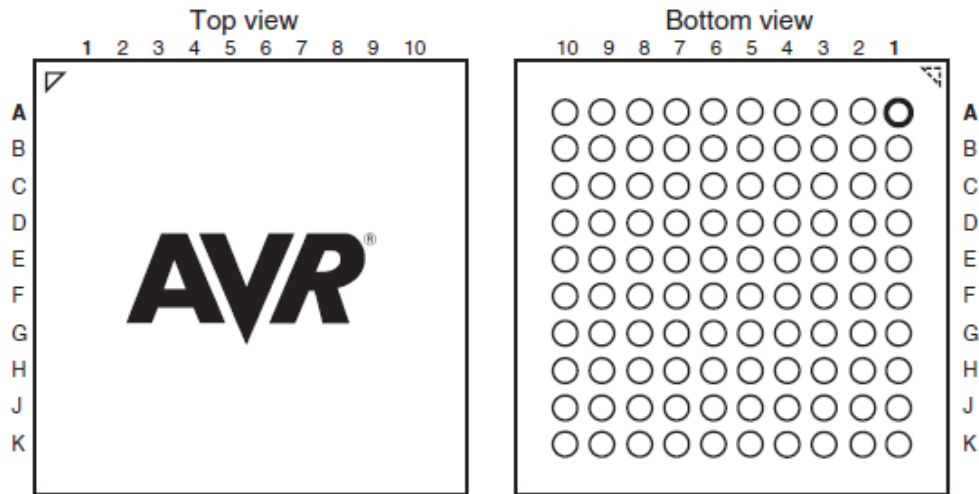 Top view
1 2 3 4 5 6 7 8 9 10
A
B
C
D
E
F
G
H
J
K
AVR®
Bottom view
10 9 8 7 6 5 4 3 2 1
A
B
C
D
E
F
G
H
J
K